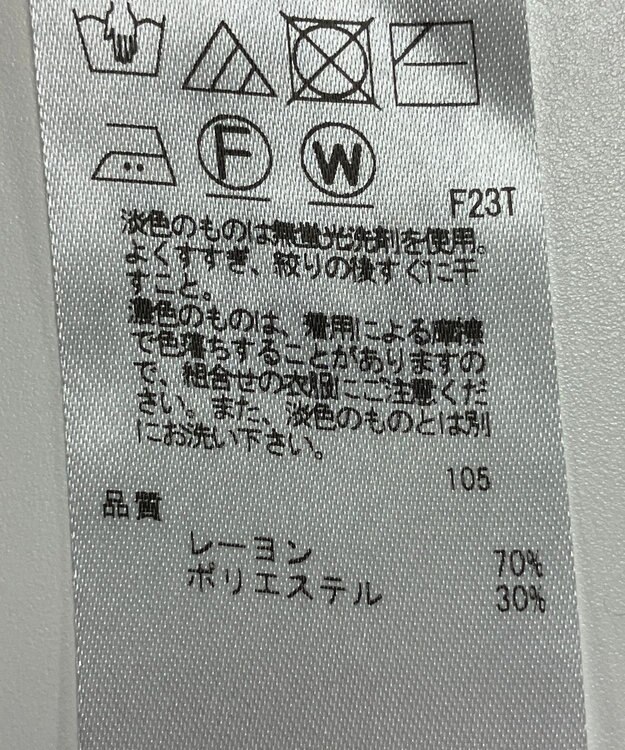 F
W
F23T
淡色のものは無蛍光洗剤を使用。
よくすすぎ、絞りの後すぐに干
すこと。
濃色のものは、着用による摩擦
で色落ちすることがありますの
で、組合せの衣服にご注意くだ
さい。また、淡色のものとは別
にお洗い下さい。
105
品質
レーヨン 70%
ポリエステル 30%